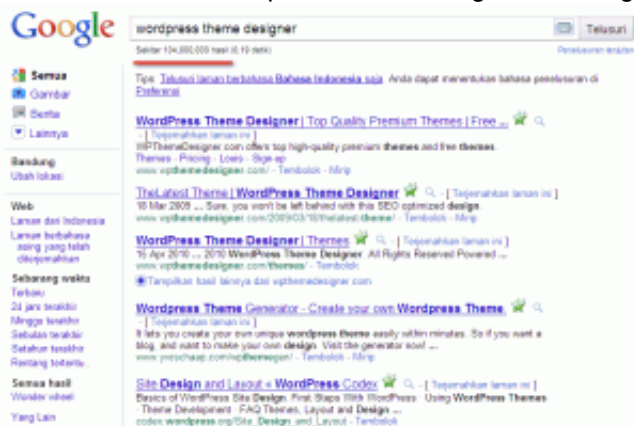 Google
wordpress theme designer
Telusuri
Sekitar 104,000,000 hasil (0.19 detik)
Penelusuran lanjutan
Semua
Gambar
Berita
Lainnya
Bandung
Ubah lokasi
Web
Laman dari Indonesia
Laman berbahasa
asing yang telah
diterjemahkan
Sebarang waktu
Terbaru
24 jam terakhir
Minggu terakhir
Sebulan terakhir
Setahun terakhir
Rentang tertentu...
Semua hasil
Wonder wheel
Yang Lain
Tips: Telusuri laman berbahasa Bahasa Indonesia saja. Anda dapat menentukan bahasa penelusuran di
Preferensi
WordPress Theme Designer | Top Quality Premium Themes | Free ...
- [ Terjemahkan laman ini ]
WPThemeDesigner.com offers top high-quality premium themes and free themes.
Themes - Pricing - Login - Sign-up
www.wpthemedesigner.com/ - Tembolok - Mirip
TheLatest Theme | WordPress Theme Designer - [ Terjemahkan laman ini ]
18 Mar 2009 ... Sure, you won't be left behind with this SEO optimized design.
www.wpthemedesigner.com/2009/03/18/thelatest-theme/ - Tembolok - Mirip
WordPress Theme Designer | Themes - [ Terjemahkan laman ini ]
15 Apr 2010 ... 2010 WordPress Theme Designer. All Rights Reserved Powered ...
www.wpthemedesigner.com/themes/ - Tembolok
Tampilkan hasil lainnya dari wpthemedesigner.com
Wordpress Theme Generator - Create your own Wordpress Theme.
- [ Terjemahkan laman ini ]
It lets you create your own unique wordpress theme easily within minutes. So if you want a
blog, and want to make your own design. Visit the generator now! ...
www.yvoschaap.com/wpthemegen/ - Tembolok - Mirip
Site Design and Layout « WordPress Codex - [ Terjemahkan laman ini ]
Basics of WordPress Site Design. First Steps With WordPress · Using WordPress Themes
· Theme Development · FAQ Themes, Layout and Design ...
codex.wordpress.org/Site_Design_and_Layout - Tembolok